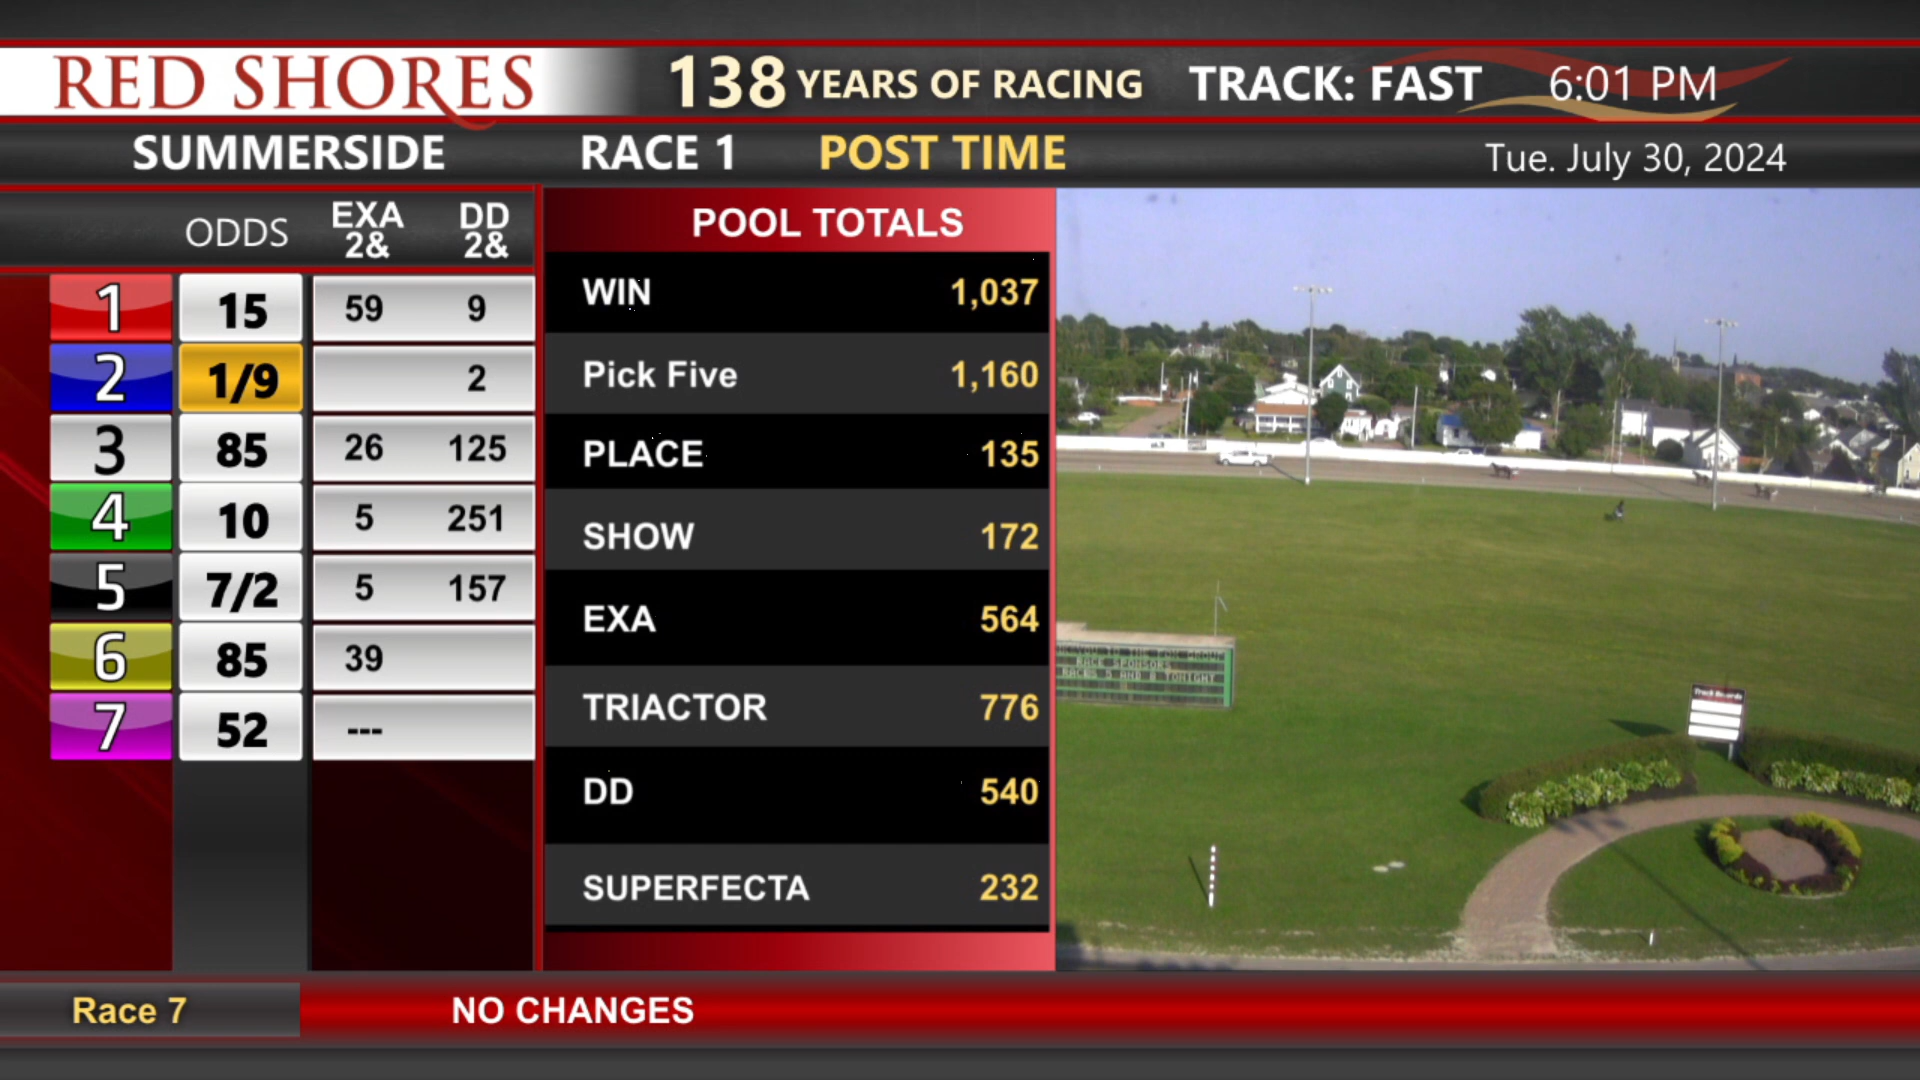 RED SHORES
138 YEARS OF RACING
TRACK: FAST
6:01 PM
SUMMERSIDE
RACE 1
POST TIME
Tue. July 30, 2024
ODDS EXA 2& DD 2&
1 15 59 9
2 1/9 2
3 85 26 125
4 10 5 251
5 7/2 5 157
6 85 39
7 52 ---
POOL TOTALS
WIN 1,037
Pick Five 1,160
PLACE 135
SHOW 172
EXA 564
TRIACTOR 776
DD 540
SUPERFECTA 232
RACE SPONSORS
Track Records
Race 7
NO CHANGES